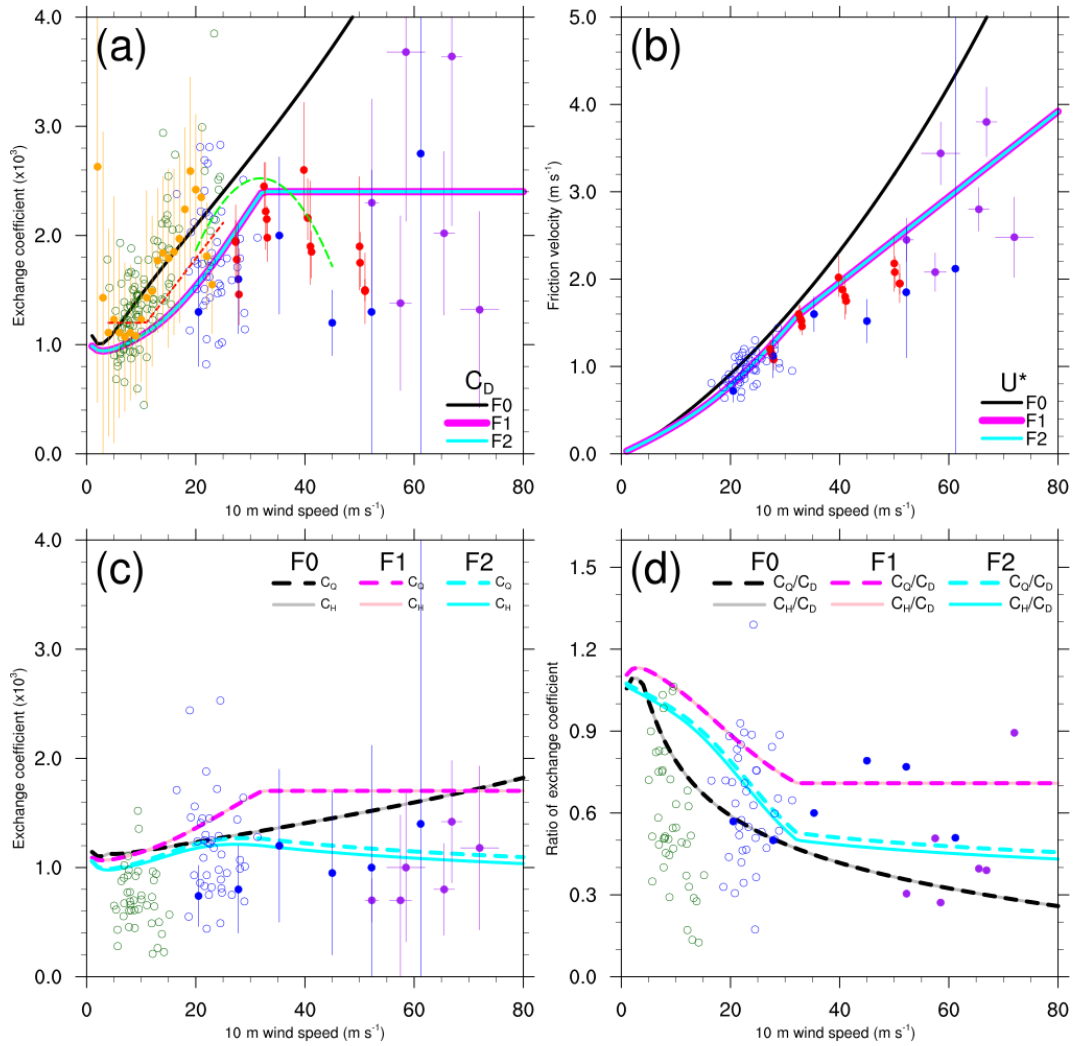 (a)
4.0
3.0
2.0
1.0
0.0
Exchange coefficient (x10³)
C_D
F0
F1
F2
0 20 40 60 80
10 m wind speed (m s⁻¹)
(b)
5.0
4.0
3.0
2.0
1.0
0.0
Friction velocity (m s⁻¹)
U*
F0
F1
F2
0 20 40 60 80
10 m wind speed (m s⁻¹)
(c)
4.0
3.0
2.0
1.0
0.0
Exchange coefficient (x10³)
F0 F1 F2
C_Q C_Q C_Q
C_H C_H C_H
0 20 40 60 80
10 m wind speed (m s⁻¹)
(d)
1.5
1.2
0.9
0.6
0.3
0.0
Ratio of exchange coefficient
F0 F1 F2
C_Q/C_D C_Q/C_D C_Q/C_D
C_H/C_D C_H/C_D C_H/C_D
0 20 40 60 80
10 m wind speed (m s⁻¹)